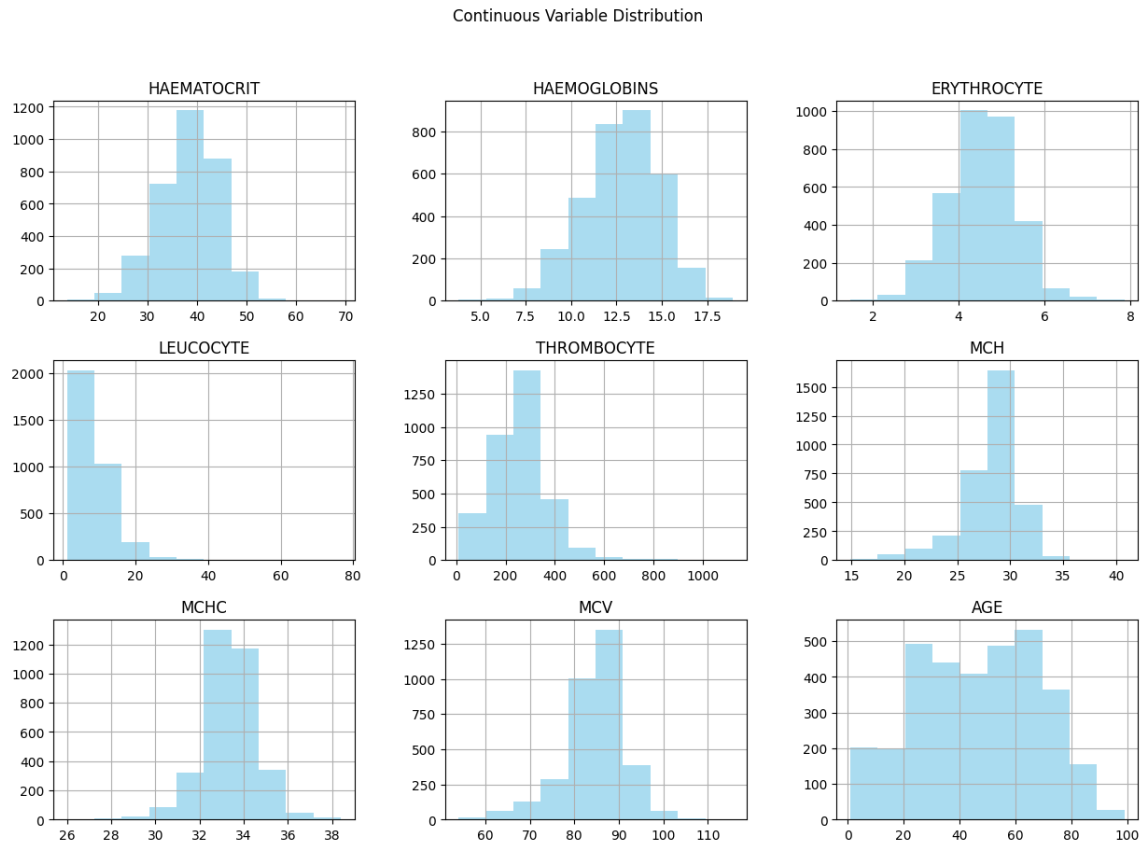 Continuous Variable Distribution
HAEMATOCRIT
1200
1000
800
600
400
200
0
20 30 40 50 60 70
HAEMOGLOBINS
800
600
400
200
0
5.0 7.5 10.0 12.5 15.0 17.5
ERYTHROCYTE
1000
800
600
400
200
0
2 4 6 8
LEUCOCYTE
2000
1500
1000
500
0
0 20 40 60 80
THROMBOCYTE
1250
1000
750
500
250
0
0 200 400 600 800 1000
MCH
1500
1250
1000
750
500
250
0
15 20 25 30 35 40
MCHC
1200
1000
800
600
400
200
0
26 28 30 32 34 36 38
MCV
1250
1000
750
500
250
0
60 70 80 90 100 110
AGE
500
400
300
200
100
0
0 20 40 60 80 100